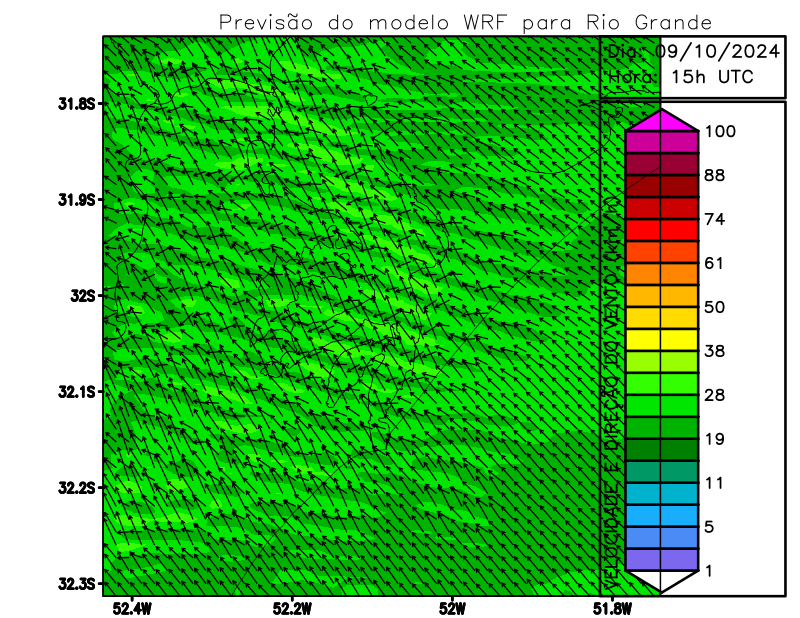 Previsão do modelo WRF para Rio Grande
Dia: 09/10/2024
Hora: 15h UTC
31.8S
31.9S
32S
32.1S
32.2S
32.3S
52.4W
52.2W
52W
51.8W
VELOCIDADE E DIREÇÃO DO VENTO (km/h)
100
88
74
61
50
38
28
19
11
5
1